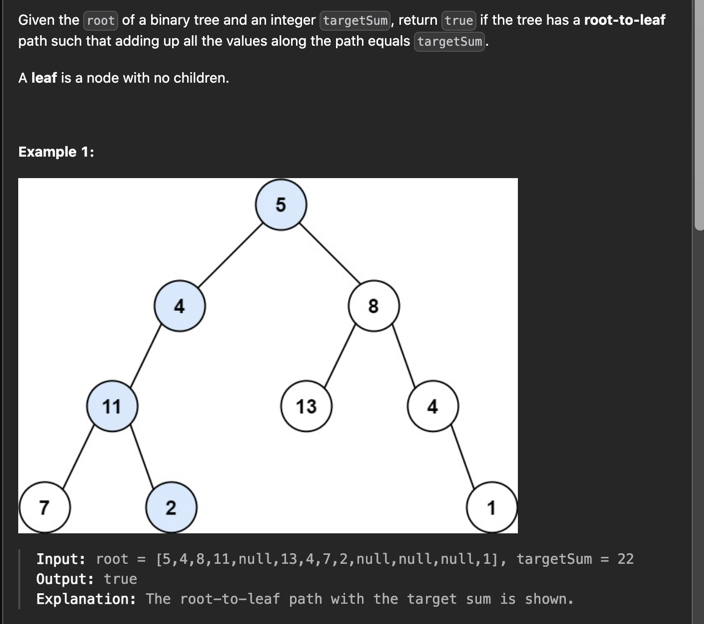 Given the root of a binary tree and an integer targetSum, return true if the tree has a root-to-leaf
path such that adding up all the values along the path equals targetSum.
A leaf is a node with no children.
Example 1:
5
4 8
11 13 4
7 2 1
Input: root = [5,4,8,11,null,13,4,7,2,null,null,null,1], targetSum = 22
Output: true
Explanation: The root-to-leaf path with the target sum is shown.